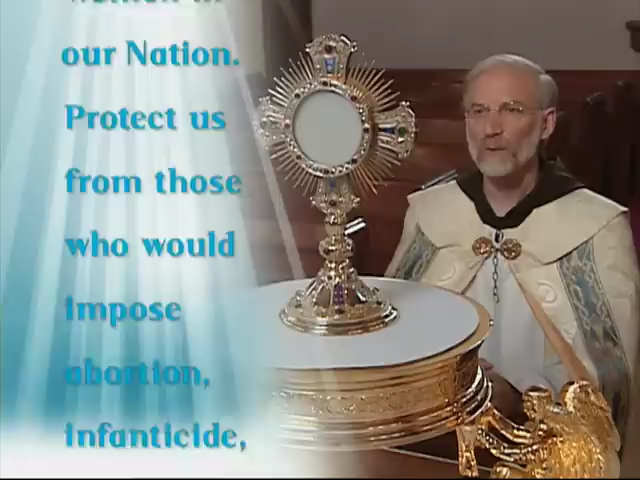 our Nation.
Protect us
from those
who would
impose
abortion,
infanticide,